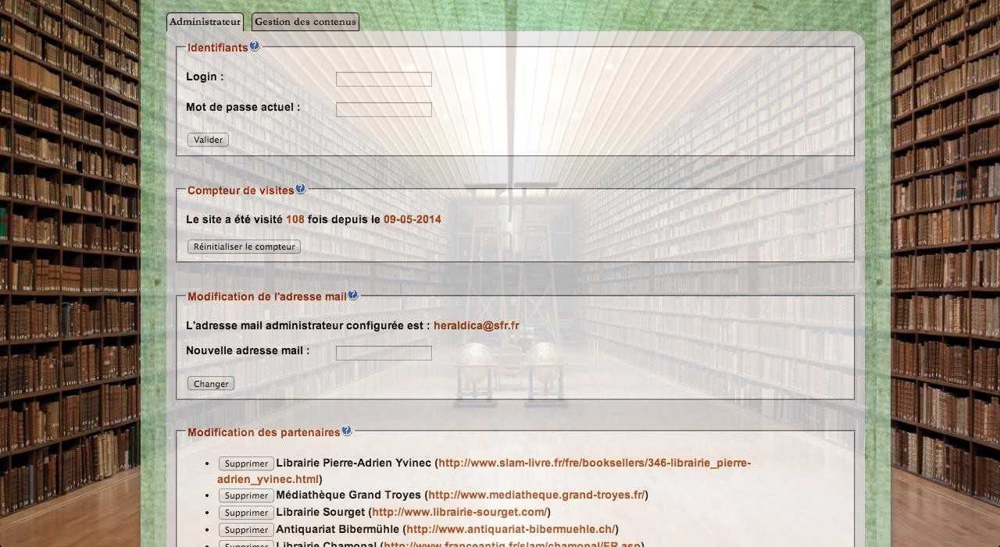 Administrateur Gestion des contenus
Identifiants
Login :
Mot de passe actuel :
Valider
Compteur de visites
Le site a été visité 108 fois depuis le 09-05-2014
Réinitialiser le compteur
Modification de l'adresse mail
L'adresse mail administrateur configurée est : heraldica@sfr.fr
Nouvelle adresse mail :
Changer
Modification des partenaires
Supprimer Librairie Pierre-Adrien Yvinec (http://www.slam-livre.fr/fre/booksellers/346-librairie_pierre-
adrien_yvinec.html)
Supprimer Médiathèque Grand Troyes (http://www.mediatheque.grand-troyes.fr/)
Supprimer Librairie Sourget (http://www.librairie-sourget.com/)
Supprimer Antiquariat Bibermühle (http://www.antiquariat-bibermuehle.ch/)
Supprimer Librairie Chamonal (http://www.franceantiq.fr/slam/chamonal/FR.asp)